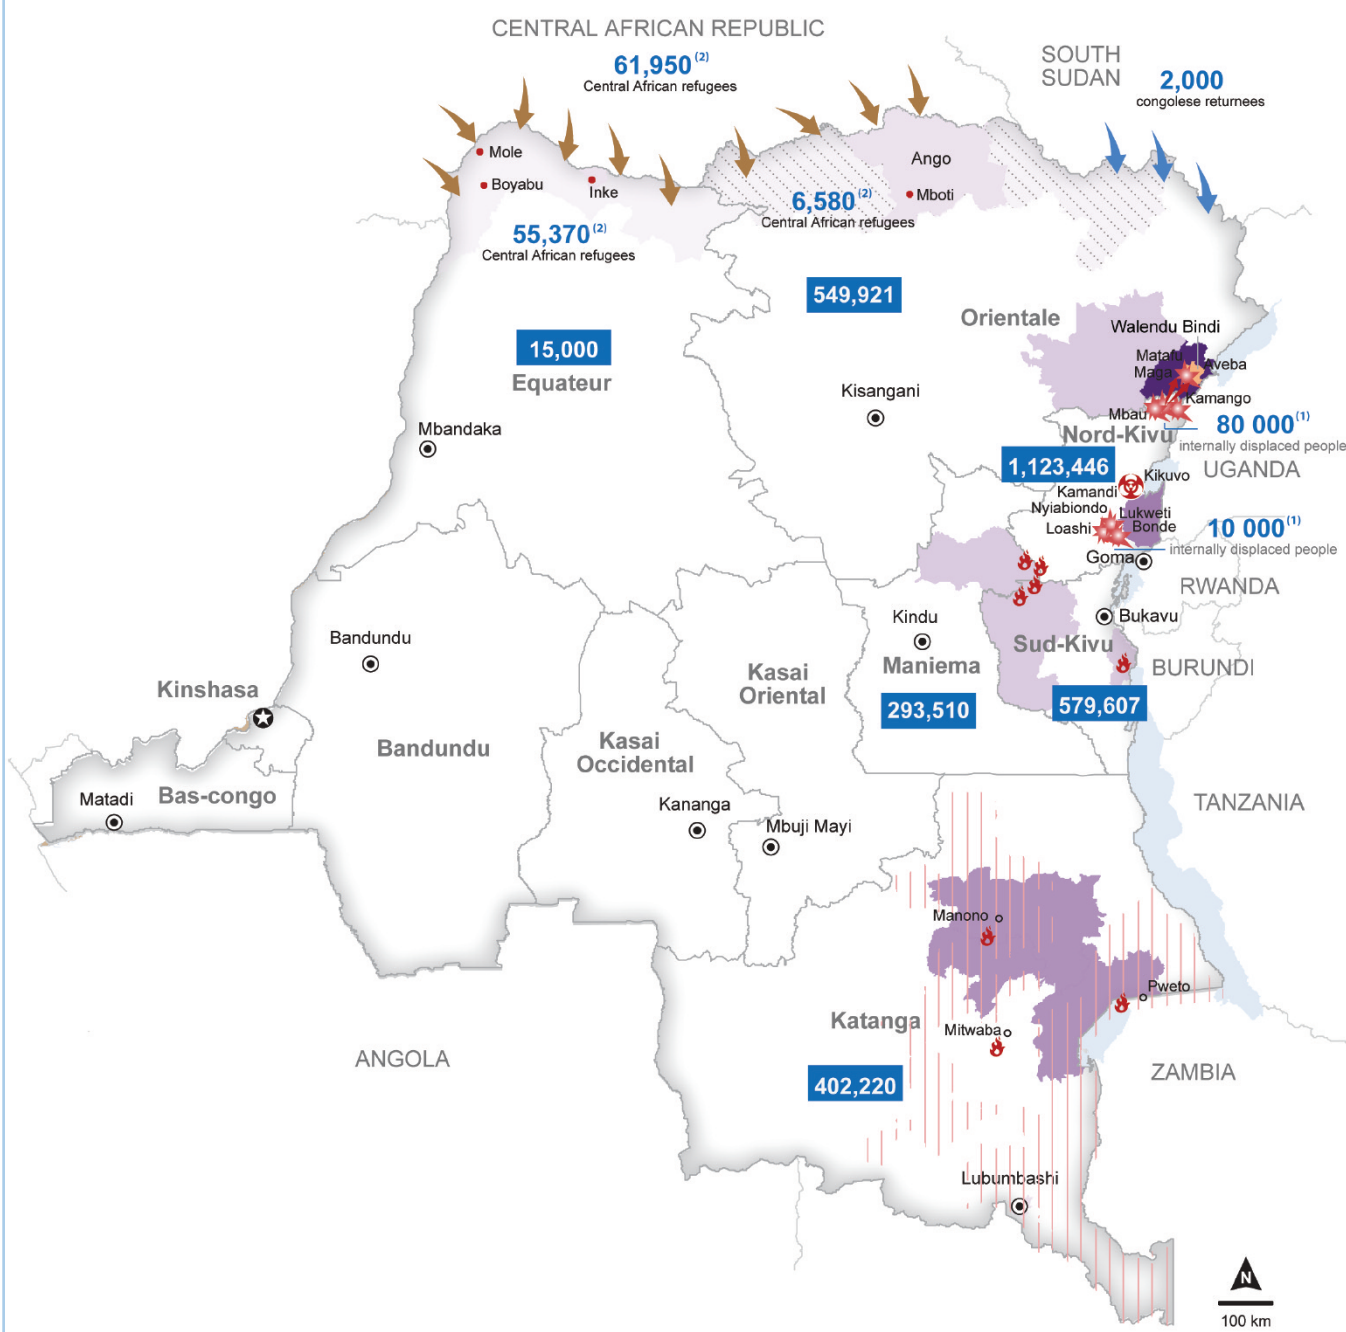 CENTRAL AFRICAN REPUBLIC
61,950 (2)
Central African refugees
SOUTH
SUDAN
2,000
congolese returnees
Mole
Boyabu
Inke
55,370 (2)
Central African refugees
Ango
Mboti
6,580 (2)
Central African refugees
549,921
15,000
Equateur
Orientale
Walendu Bindi
Matafu
Maga
Aveba
Kamango
Mbau
Kisangani
Mbandaka
Nord-Kivu
80 000 (1)
internally displaced people
1,123,446
UGANDA
Kikuvo
Kamandi
Nyiabiondo
Lukweti
Loashi
Bonde
10 000 (1)
internally displaced people
Goma
RWANDA
Kindu
Bukavu
Maniema
Sud-Kivu
BURUNDI
293,510
579,607
Bandundu
Kasai
Oriental
Kinshasa
Bandundu
Kasai
Occidental
Bas-congo
Matadi
Kananga
Mbuji Mayi
TANZANIA
Manono
Pweto
Katanga
Mitwaba
402,220
ANGOLA
ZAMBIA
Lubumbashi
N
100 km